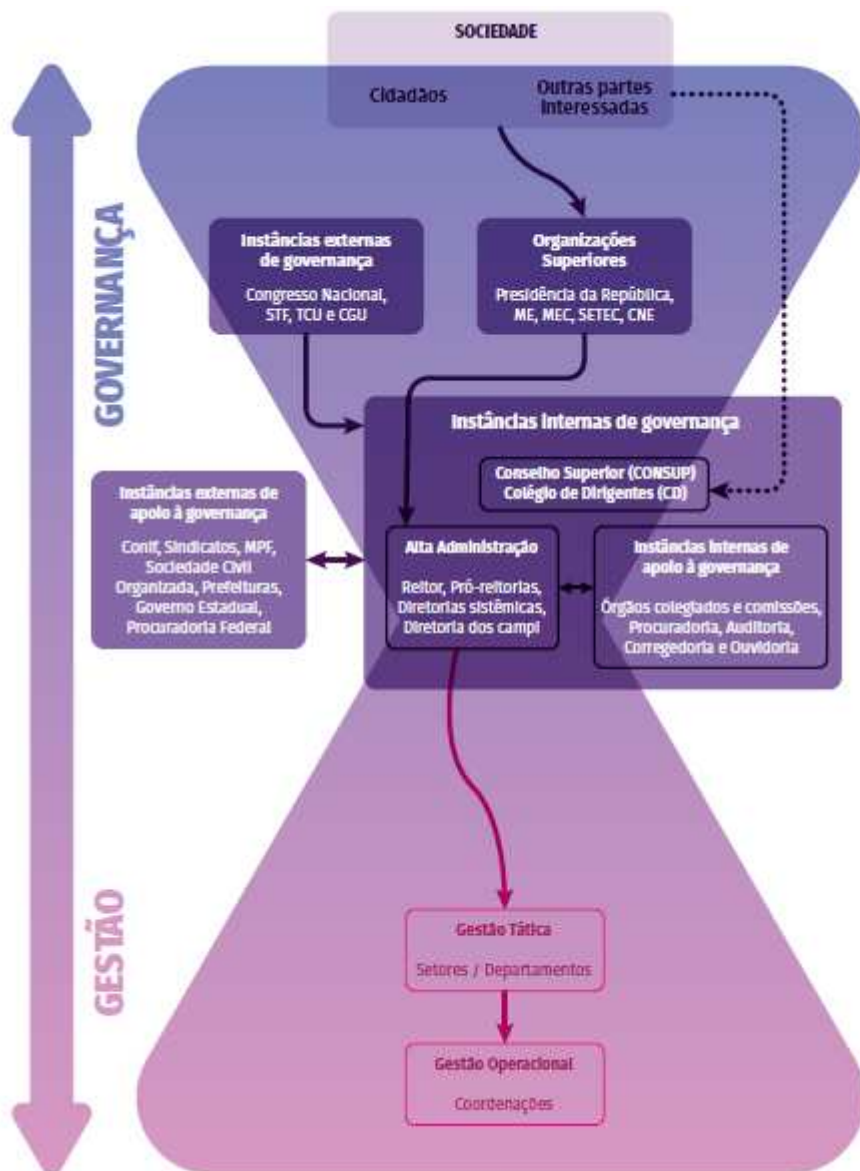 SOCIEDADE
Cidadãos
Outras partes
Interessadas
GOVERNANÇA
Instâncias externas
de governança
Congresso Nacional,
STF, TCU e CGU
Organizações
Superiores
Presidência da República,
ME, MEC, SETEC, CNE
Instâncias internas de governança
Conselho Superior (CONSUP)
Colégio de Dirigentes (CD)
Instâncias externas de
apoio à governança
Conif, Sindicatos, MPF,
Sociedade Civil
Organizada, Prefeituras,
Governo Estadual,
Procuradoria Federal
Alta Administração
Reitor, Pró-reitorias,
Diretorias sistêmicas,
Diretoria dos campi
Instâncias internas de
apoio à governança
Órgãos colegiados e comissões,
Procuradoria, Auditoria,
Corregedoria e Ouvidoria
GESTÃO
Gestão Tática
Setores / Departamentos
Gestão Operacional
Coordenações